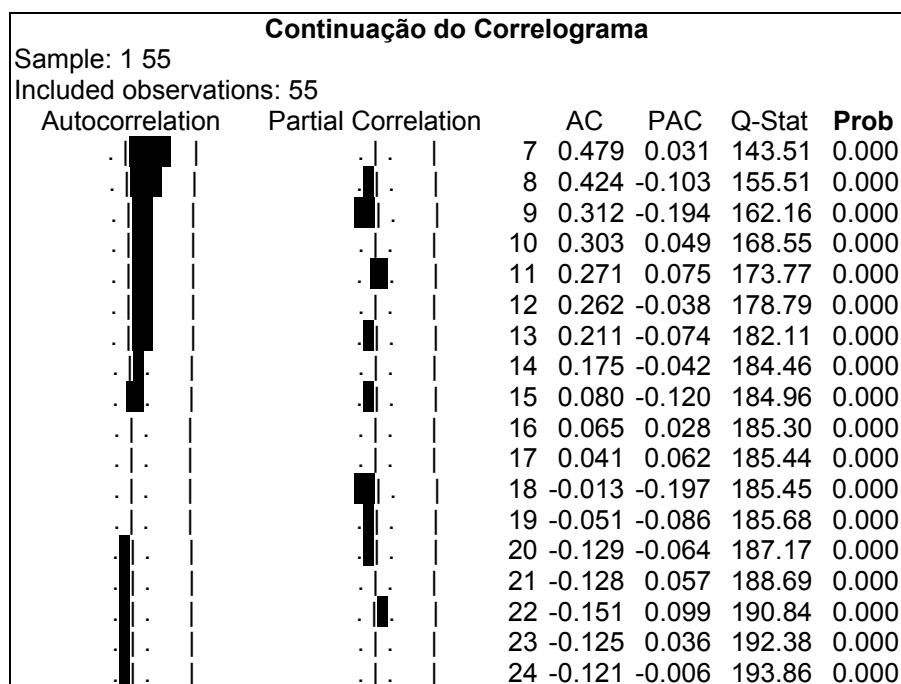 Continuação do Correlograma
Sample: 1 55
Included observations: 55
Autocorrelation Partial Correlation AC PAC Q-Stat Prob
7 0.479 0.031 143.51 0.000
8 0.424 -0.103 155.51 0.000
9 0.312 -0.194 162.16 0.000
10 0.303 0.049 168.55 0.000
11 0.271 0.075 173.77 0.000
12 0.262 -0.038 178.79 0.000
13 0.211 -0.074 182.11 0.000
14 0.175 -0.042 184.46 0.000
15 0.080 -0.120 184.96 0.000
16 0.065 0.028 185.30 0.000
17 0.041 0.062 185.44 0.000
18 -0.013 -0.197 185.45 0.000
19 -0.051 -0.086 185.68 0.000
20 -0.129 -0.064 187.17 0.000
21 -0.128 0.057 188.69 0.000
22 -0.151 0.099 190.84 0.000
23 -0.125 0.036 192.38 0.000
24 -0.121 -0.006 193.86 0.000